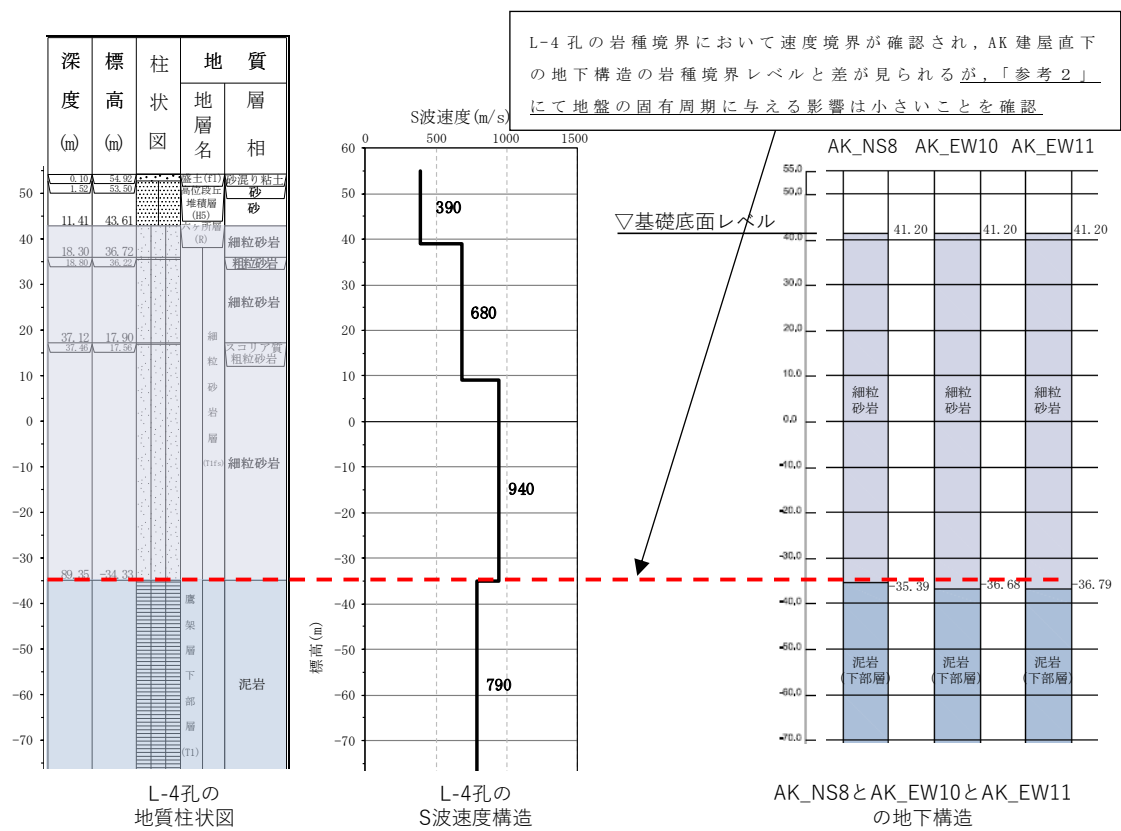 L-4孔の岩種境界において速度境界が確認され,AK建屋直下
の地下構造の岩種境界レベルと差が見られるが,「参考2」
にて地盤の固有周期に与える影響は小さいことを確認
深度(m)
標高(m)
柱状図
地質
地層名
層相
0.10 54.92 盛土(f1) 砂混り粘土
1.52 53.50 高位段丘堆積層(H5) 砂
砂
11.41 43.61 六ヶ所層(R)
細粒砂岩
18.30 36.72
18.80 36.22 粗粒砂岩
細粒砂岩
37.12 17.90
37.46 17.56 スコリア質
粗粒砂岩
細粒砂岩層(T1fs)
細粒砂岩
89.35 -34.33
鷹架層下部層(T1)
泥岩
50
40
30
20
10
0
-10
-20
-30
-40
-50
-60
-70
L-4孔の
地質柱状図
S波速度(m/s)
0 500 1000 1500
60
50
40
30
20
10
0
-10
-20
-30
-40
-50
-60
-70
標高(m)
390
680
940
790
L-4孔の
S波速度構造
▽基礎底面レベル
AK_NS8 AK_EW10 AK_EW11
55.0
50.0
40.0
30.0
20.0
10.0
0.0
-10.0
-20.0
-30.0
-40.0
-50.0
-60.0
-70.0
41.20 41.20 41.20
細粒 細粒 細粒
砂岩 砂岩 砂岩
-35.39 -36.68 -36.79
泥岩 泥岩 泥岩
(下部層) (下部層) (下部層)
AK_NS8とAK_EW10とAK_EW11
の地下構造